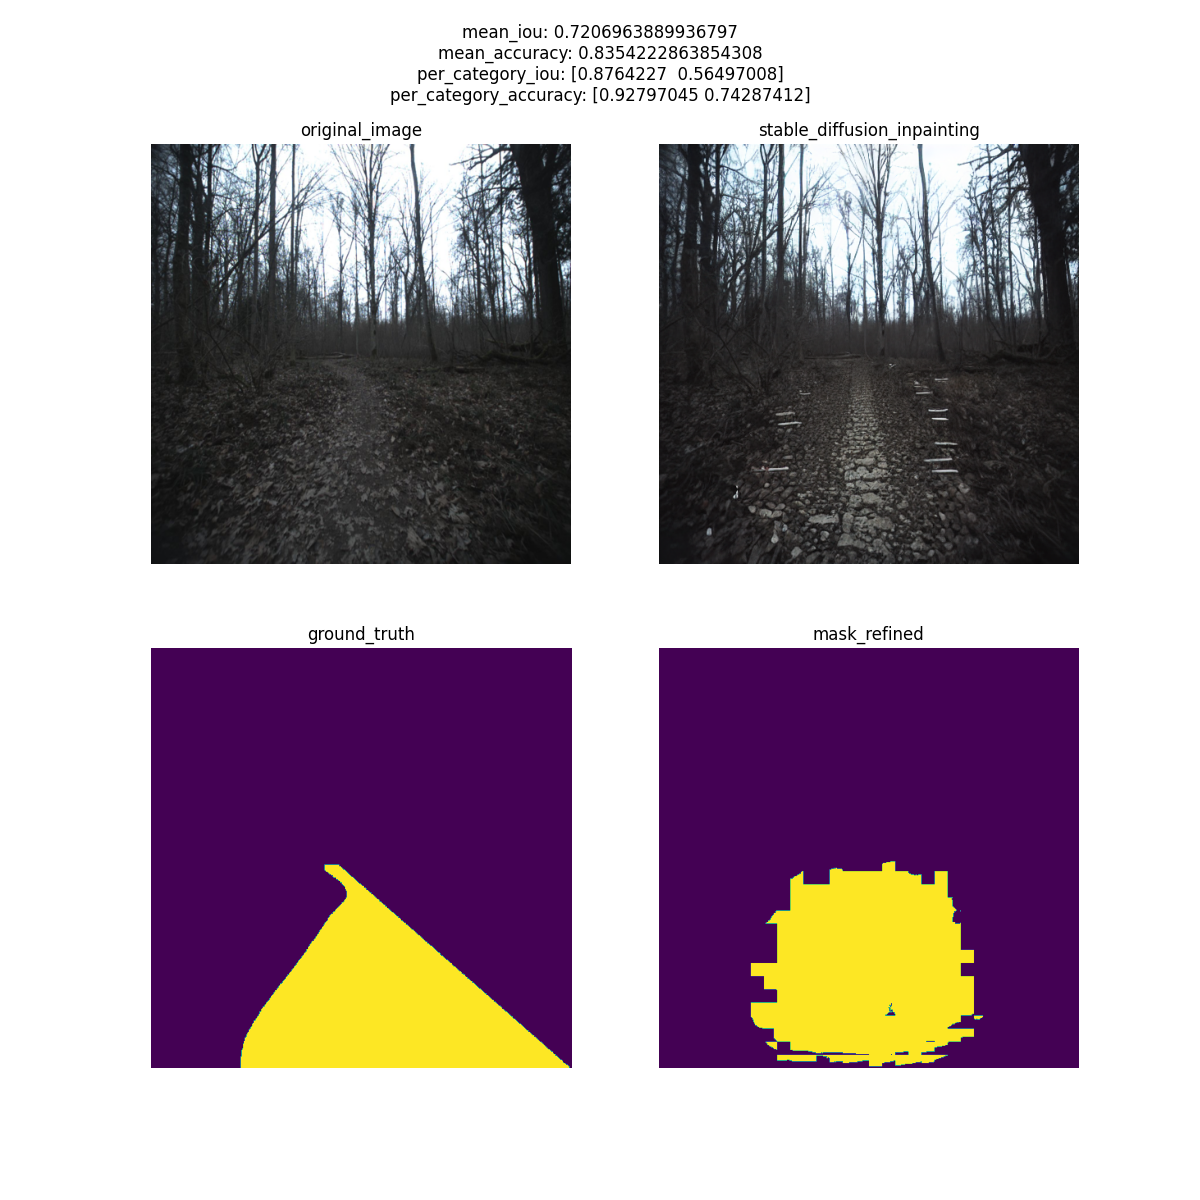 mean_iou: 0.7206963889936797
mean_accuracy: 0.8354222863854308
per_category_iou: [0.8764227  0.56497008]
per_category_accuracy: [0.92797045 0.74287412]
original_image
stable_diffusion_inpainting
ground_truth
mask_refined